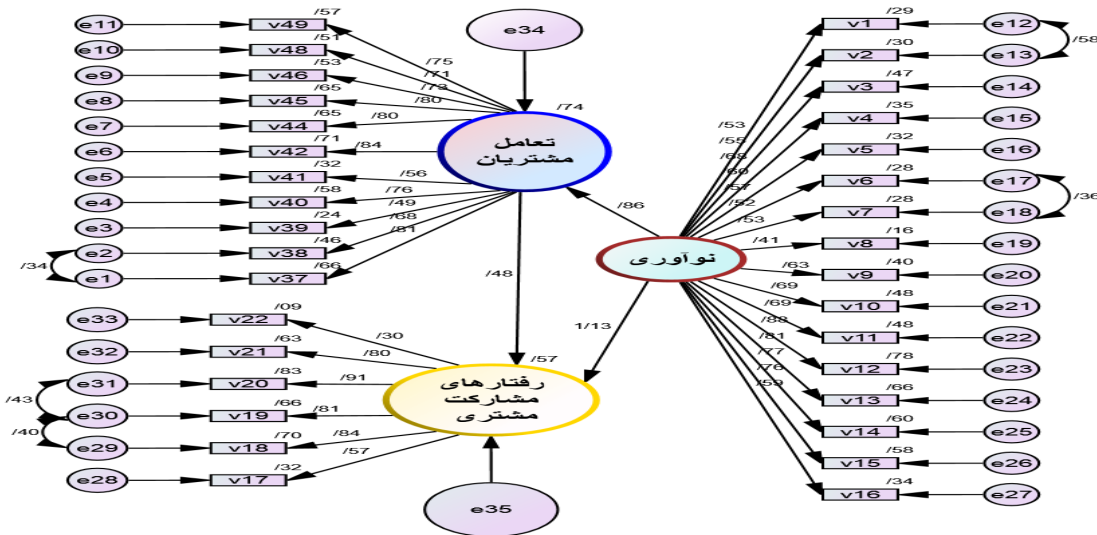 e11 v49 /57
e10 v48 /51
e9 v46 /53
e8 v45 /65
e7 v44 /65
e6 v42 /71
e5 v41 /32
e4 v40 /58
e3 v39 /24
e2 v38 /46
e1 v37 /66
/34
/75
/71
/73
/80
/80
/84
/56
/76
/49
/68
/81
e34
/74
تعامل
مشتریان
/86
/48
نوآوری
1/13
e33 v22 /09
e32 v21 /63
e31 v20 /83
e30 v19 /66
e29 v18 /70
e28 v17 /32
/43
/40
/30
/80
/91
/81
/84
/57
/57
رفتارهای
مشارکت
مشتری
e35
/53
/55
/68
/60
/57
/52
/53
/41
/63
/69
/69
/88
/81
/77
/76
/59
/29 v1 e12
/30 v2 e13
/47 v3 e14
/35 v4 e15
/32 v5 e16
/28 v6 e17
/28 v7 e18
/16 v8 e19
/40 v9 e20
/48 v10 e21
/48 v11 e22
/78 v12 e23
/66 v13 e24
/60 v14 e25
/58 v15 e26
/34 v16 e27
/58
/36